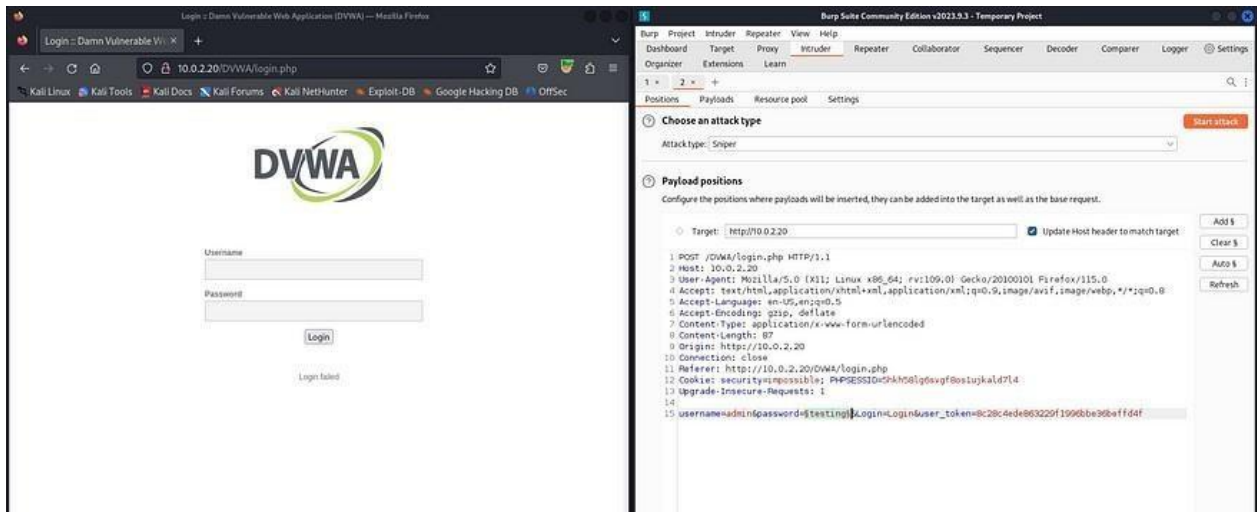 Login :: Damn Vulnerable Web Application (DVWA) — Mozilla Firefox
Login :: Damn Vulnerable We
10.0.2.20/DVWA/login.php
Kali Linux Kali Tools Kali Docs Kali Forums Kali NetHunter Exploit-DB Google Hacking DB OffSec
DVWA
Username
Password
Login
Login failed
Burp Suite Community Edition v2023.9.3 - Temporary Project
Burp Project Intruder Repeater View Help
Dashboard Target Proxy Intruder Repeater Collaborator Sequencer Decoder Comparer Logger Settings
Organizer Extensions Learn
1 × 2 × +
Positions Payloads Resource pool Settings
Choose an attack type
Start attack
Attack type: Sniper
Payload positions
Configure the positions where payloads will be inserted, they can be added into the target as well as the base request.
Target: http://10.0.2.20
Update Host header to match target
Add §
Clear §
Auto §
Refresh
1 POST /DVWA/login.php HTTP/1.1
2 Host: 10.0.2.20
3 User-Agent: Mozilla/5.0 (X11; Linux x86_64; rv:109.0) Gecko/20100101 Firefox/115.0
4 Accept: text/html,application/xhtml+xml,application/xml;q=0.9,image/avif,image/webp,*/*;q=0.8
5 Accept-Language: en-US,en;q=0.5
6 Accept-Encoding: gzip, deflate
7 Content-Type: application/x-www-form-urlencoded
8 Content-Length: 87
9 Origin: http://10.0.2.20
10 Connection: close
11 Referer: http://10.0.2.20/DVWA/login.php
12 Cookie: security=impossible; PHPSESSID=
13 Upgrade-Insecure-Requests: 1
14
15 username=admin&password=§testing§&Login=Login&user_token=